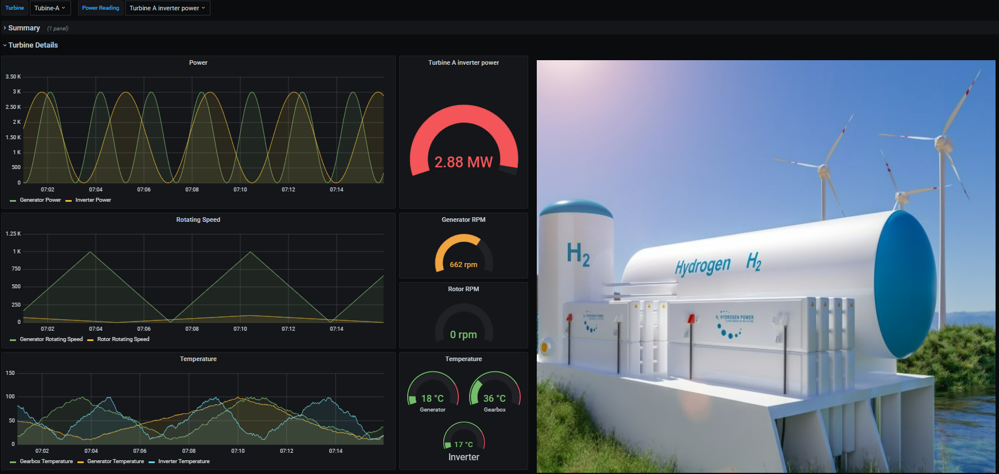 Turbine Tubine-A Power Reading Turbine A inverter power
Summary (1 panel)
Turbine Details
Power
3.50 K
3 K
2.50 K
2 K
1.50 K
1 K
500
0
07:02 07:04 07:06 07:08 07:10 07:12 07:14
Generator Power Inverter Power
Turbine A inverter power
2.88 MW
Rotating Speed
1.25 K
1 K
750
500
250
0
07:02 07:04 07:06 07:08 07:10 07:12 07:14
Generator Rotating Speed Rotor Rotating Speed
Generator RPM
662 rpm
Rotor RPM
0 rpm
Temperature
150
100
50
0
07:02 07:04 07:06 07:08 07:10 07:12 07:14
Gearbox Temperature Generator Temperature Inverter Temperature
Temperature
18 °C
Generator
36 °C
Gearbox
17 °C
Inverter
H2
Hydrogen H2
H2 HYDROGEN POWER
H2 HYDROGEN POWER
CLEAN ENERGY OF THE FUTURE